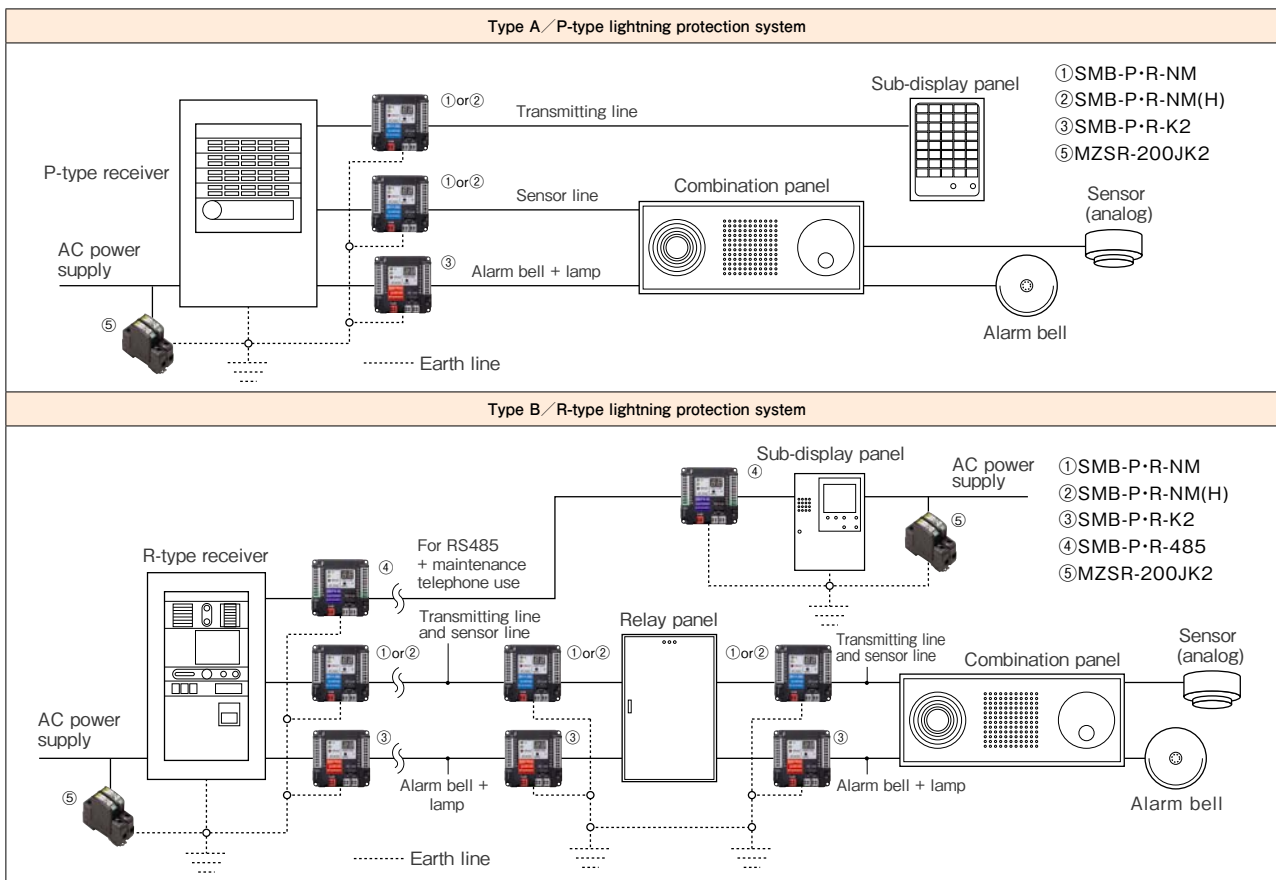 Type A／P-type lightning protection system
①SMB-P・R-NM
②SMB-P・R-NM(H)
③SMB-P・R-K2
⑤MZSR-200JK2
Sub-display panel
①or②
Transmitting line
P-type receiver
①or②
Sensor line
Combination panel
Sensor
(analog)
AC power
supply
③
Alarm bell + lamp
⑤
Alarm bell
Earth line
Type B／R-type lightning protection system
Sub-display panel
④
AC power
supply
①SMB-P・R-NM
②SMB-P・R-NM(H)
③SMB-P・R-K2
④SMB-P・R-485
⑤MZSR-200JK2
⑤
R-type receiver
④
For RS485
+ maintenance
telephone use
Transmitting line
and sensor line
①or②
①or②
Relay panel
①or②
Transmitting line
and sensor line
Combination panel
Sensor
(analog)
AC power
supply
③
③
③
Alarm bell +
lamp
Alarm bell + lamp
⑤
Alarm bell
Earth line